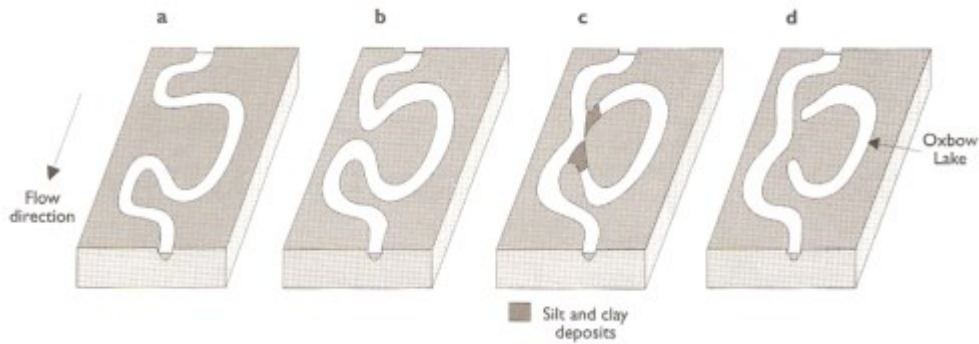 a
b
c
d
Flow
direction
Oxbow
Lake
Silt and clay
deposits